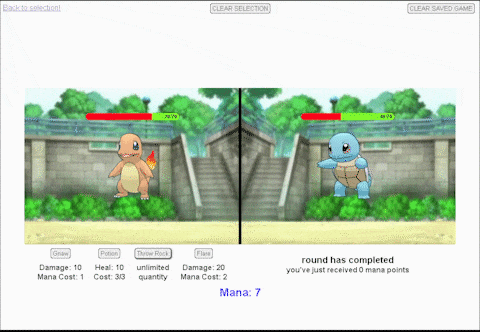 Back to selection!
CLEAR SELECTION
CLEAR SAVED GAME
Gnaw
Damage: 10
Mana Cost: 1
Potion
Heal: 10
Cost: 3/3
Throw Rock
unlimited
quantity
Flare
Damage: 20
Mana Cost: 2
round has completed
you've just received 0 mana points
Mana: 7